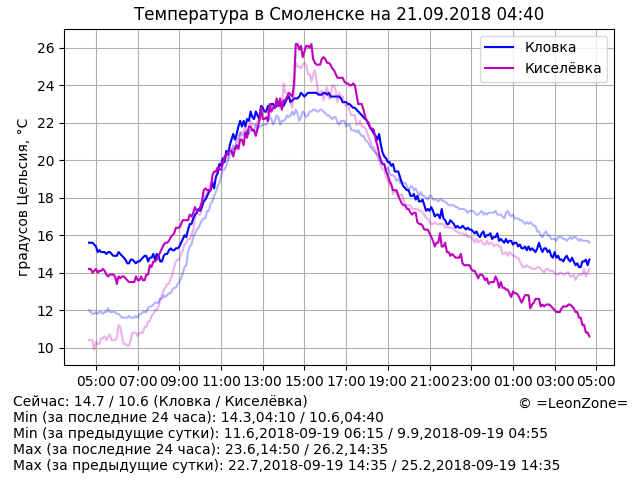 Температура в Смоленске на 21.09.2018 04:40
градусов Цельсия, °C
26
24
22
20
18
16
14
12
10
Кловка
Киселёвка
05:00 07:00 09:00 11:00 13:00 15:00 17:00 19:00 21:00 23:00 01:00 03:00 05:00
Сейчас: 14.7 / 10.6 (Кловка / Киселёвка)
© =LeonZone=
Min (за последние 24 часа): 14.3,04:10 / 10.6,04:40
Min (за предыдущие сутки): 11.6,2018-09-19 06:15 / 9.9,2018-09-19 04:55
Max (за последние 24 часа): 23.6,14:50 / 26.2,14:35
Max (за предыдущие сутки): 22.7,2018-09-19 14:35 / 25.2,2018-09-19 14:35